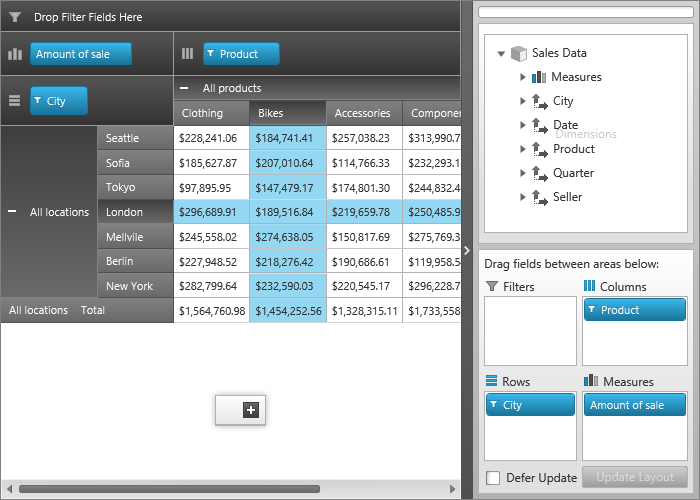 Drop Filter Fields Here
Amount of sale
Product
City
All products
Clothing Bikes Accessories Componen
Seattle $228,241.06 $184,741.41 $257,038.23 $313,990.7
Sofia $185,627.87 $207,010.64 $114,766.33 $232,293.1
Tokyo $97,895.95 $147,479.17 $174,801.30 $244,832.4
All locations London $296,689.91 $189,516.84 $219,659.78 $250,485.9
Mellvile $245,558.02 $274,638.05 $150,817.69 $275,769.3
Berlin $227,948.52 $218,276.42 $190,686.61 $119,958.5
New York $282,799.64 $232,590.03 $220,545.17 $296,228.7
All locations Total $1,564,760.98 $1,454,252.56 $1,328,315.11 $1,733,558
Sales Data
Measures
City
Date
Dimensions
Product
Quarter
Seller
Drag fields between areas below:
Filters Columns
Product
Rows Measures
City Amount of sale
Defer Update Update Layout